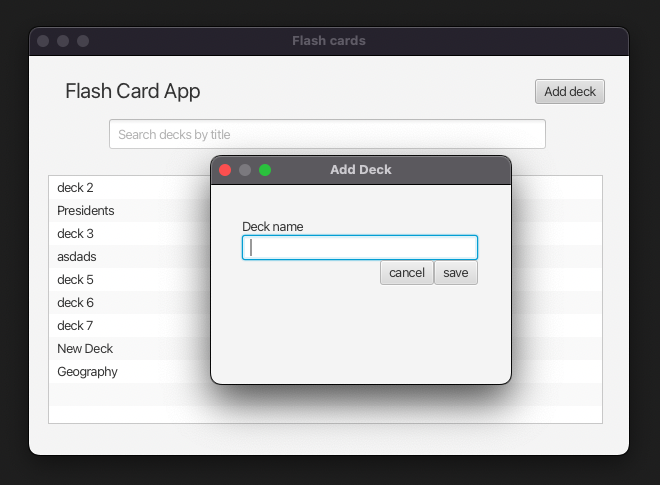 Flash cards
Flash Card App
Add deck
Search decks by title
deck 2
Presidents
deck 3
asdads
deck 5
deck 6
deck 7
New Deck
Geography
Add Deck
Deck name
cancel save